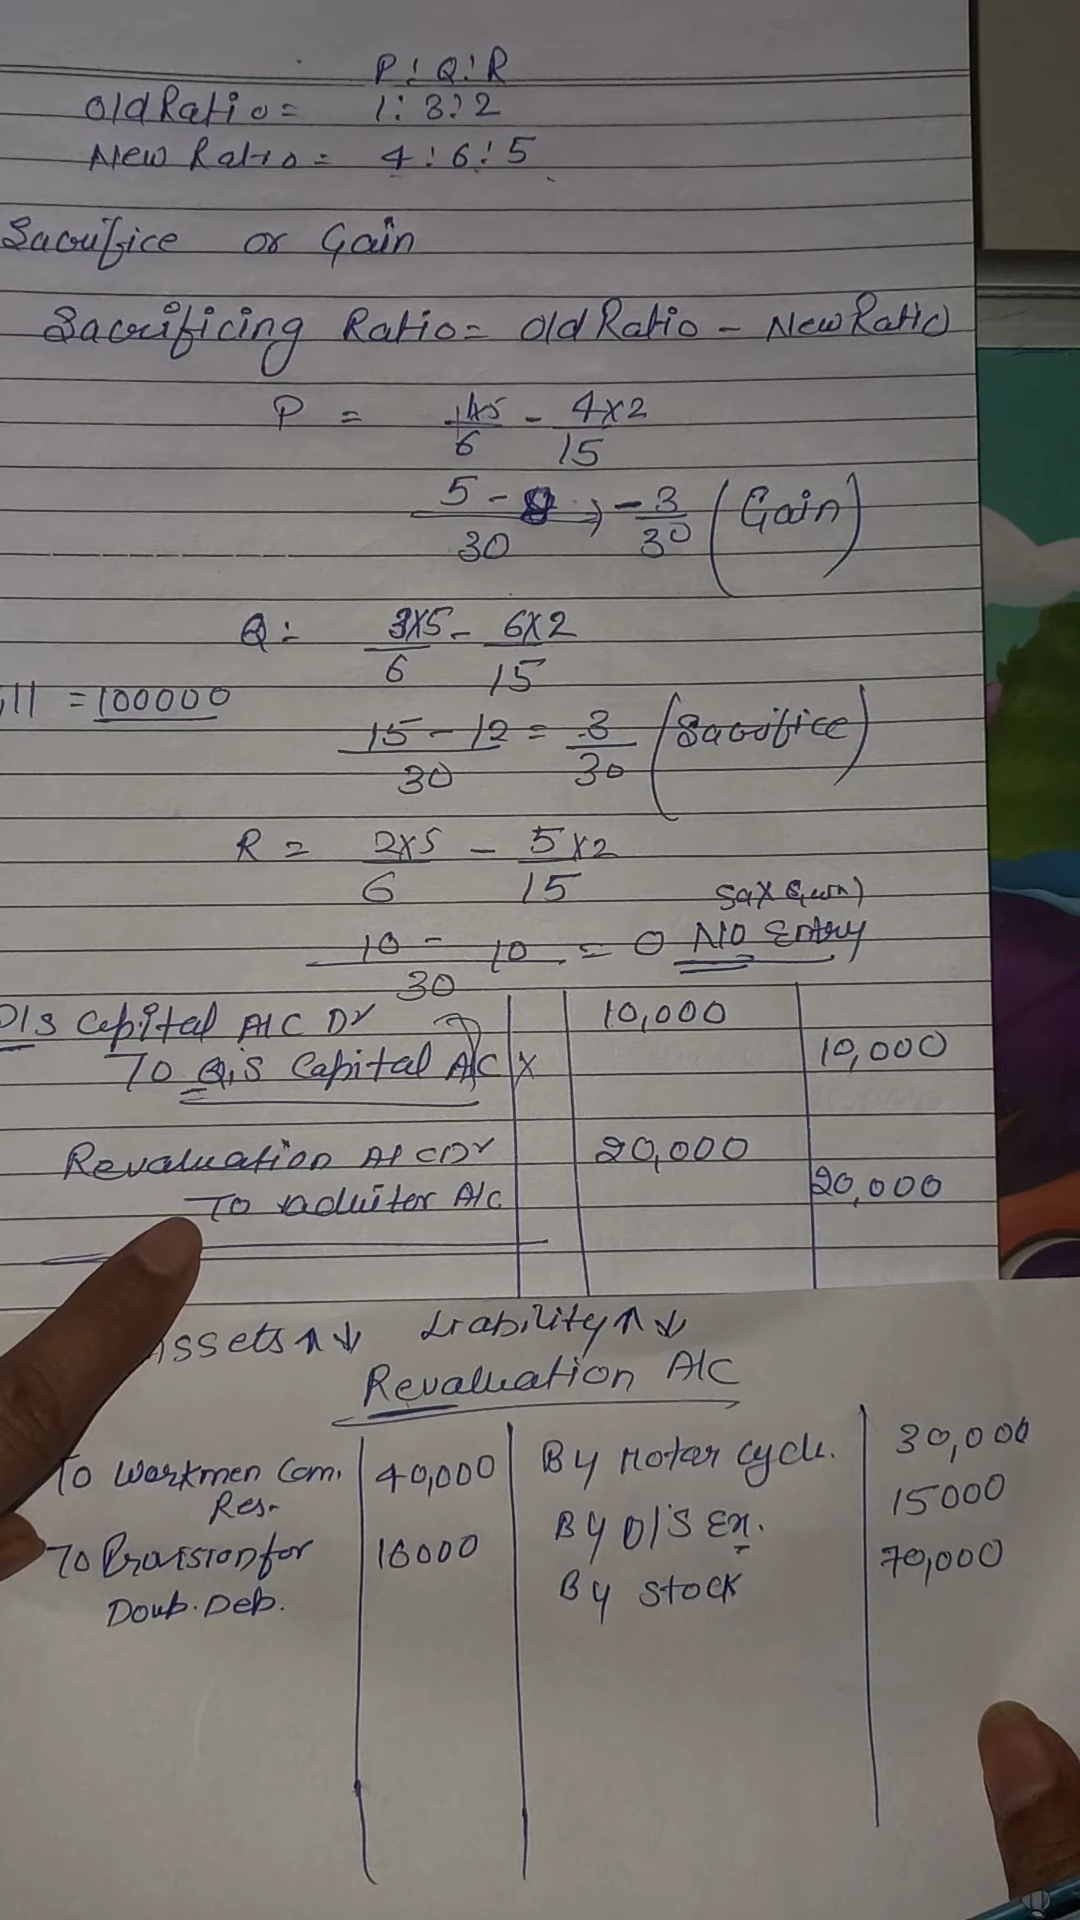 P : Q : R
Old Ratio = 1 : 3 : 2
New Ratio = 4 : 6 : 5
Sacrifice or Gain
Sacrificing Ratio = Old Ratio - New Ratio
P = 1x5/6 - 4x2/15
5 - 8/30 -3/30 (Gain)
Q = 3x5/6 - 6x2/15
= 100000
15 - 12/30 = 3/30 (Sacrifice)
R = 2x5/6 - 5x2/15
10 - 10/30 = 0 No Entry
P's Capital A/C Dr 10,000
To Q's Capital A/C X 10,000
Revaluation A/C Dr 20,000
To A/C 20,000
Assets ↑↓ Liability ↑↓
Revaluation A/C
To Workmen Com. Res. 40,000 By Motor Cycle. 30,000
By O/S Ex. 15000
To Provision for Doub. Deb. 16000 By Stock 70,000